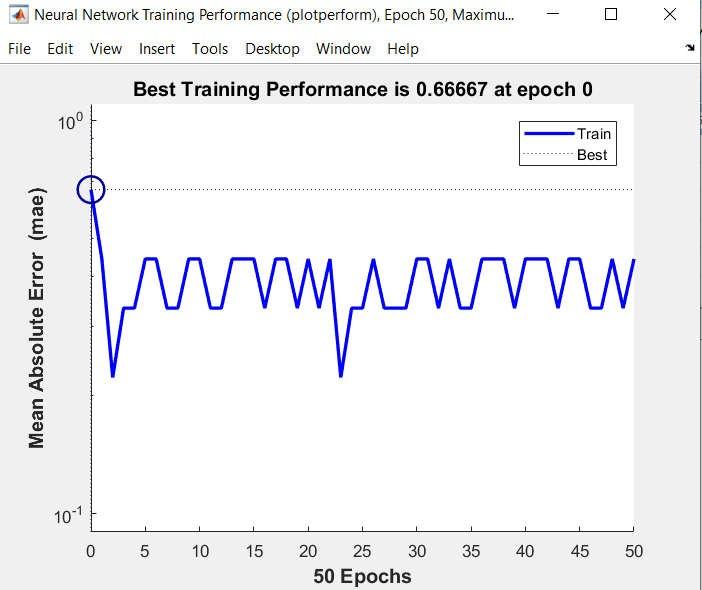 Neural Network Training Performance (plotperform), Epoch 50, Maximu...
File Edit View Insert Tools Desktop Window Help
Best Training Performance is 0.66667 at epoch 0
Train
Best
Mean Absolute Error (mae)
10^0
10^-1
0 5 10 15 20 25 30 35 40 45 50
50 Epochs